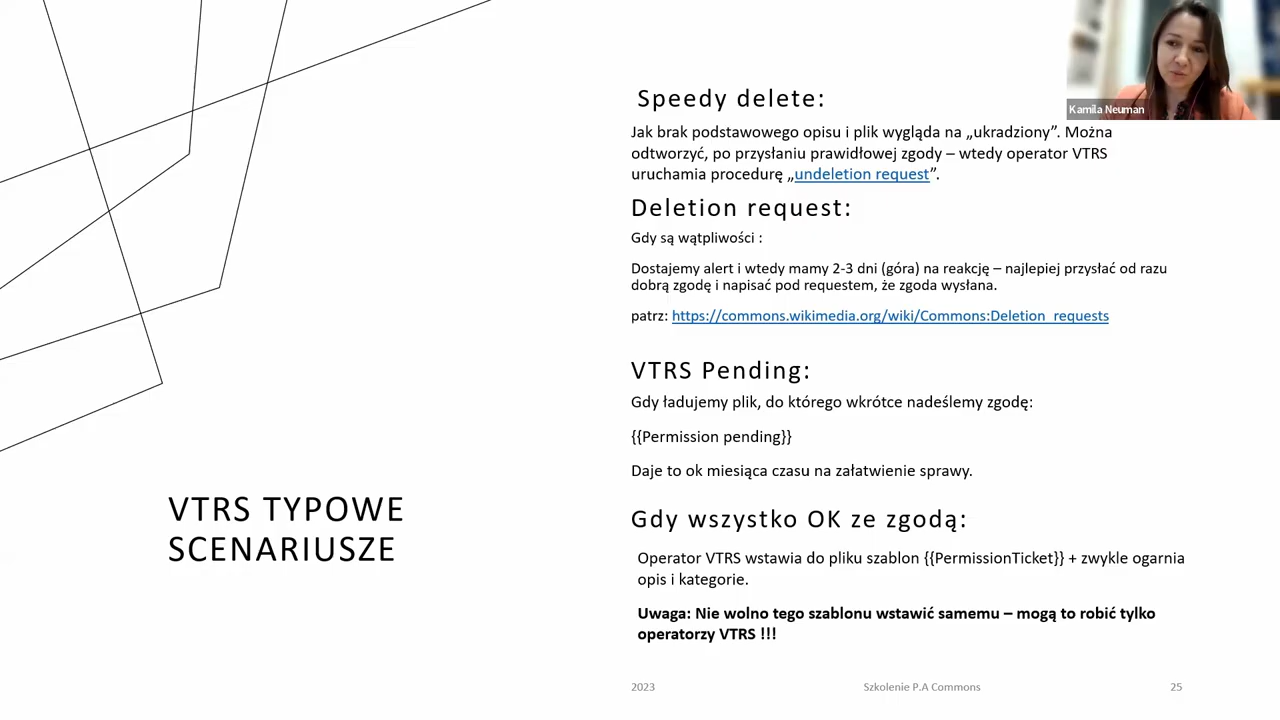 Kamila Neuman
Speedy delete:
Jak brak podstawowego opisu i plik wygląda na „ukradziony”. Można
odtworzyć, po przysłaniu prawidłowej zgody – wtedy operator VTRS
uruchamia procedurę „undeletion request”.
Deletion request:
Gdy są wątpliwości :
Dostajemy alert i wtedy mamy 2-3 dni (góra) na reakcję – najlepiej przysłać od razu
dobrą zgodę i napisać pod requestem, że zgoda wysłana.
patrz: https://commons.wikimedia.org/wiki/Commons:Deletion_requests
VTRS Pending:
Gdy ładujemy plik, do którego wkrótce nadeślemy zgodę:
{{Permission pending}}
Daje to ok miesiąca czasu na załatwienie sprawy.
VTRS TYPOWE
SCENARIUSZE
Gdy wszystko OK ze zgodą:
Operator VTRS wstawia do pliku szablon {{PermissionTicket}} + zwykle ogarnia
opis i kategorie.
Uwaga: Nie wolno tego szablonu wstawić samemu – mogą to robić tylko
operatorzy VTRS !!!
2023
Szkolenie P.A Commons
25